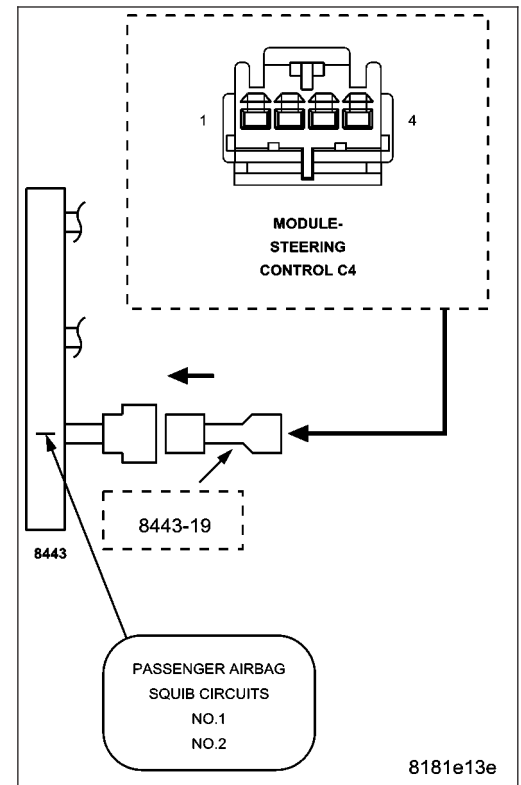 1
4
MODULE-
STEERING
CONTROL C4
8443-19
8443
PASSENGER AIRBAG
SQUIB CIRCUITS
NO.1
NO.2
8181e13e